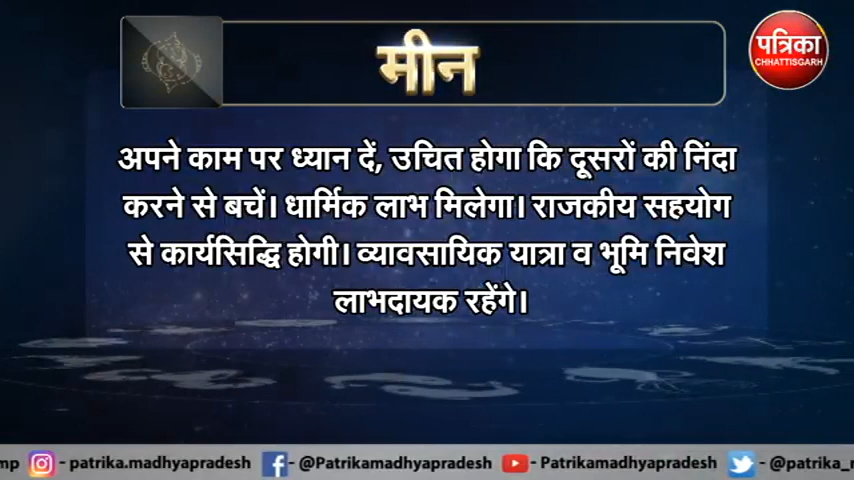 मीन
पत्रिका
CHHATTISGARH
अपने काम पर ध्यान दें, उचित होगा कि दूसरों की निंदा
करने से बचें। धार्मिक लाभ मिलेगा। राजकीय सहयोग
से कार्यसिद्धि होगी। व्यावसायिक यात्रा व भूमि निवेश
लाभदायक रहेंगे।
mp - patrika.madhyapradesh - @Patrikamadhyapradesh - Patrikamadhyapradesh - @patrika_